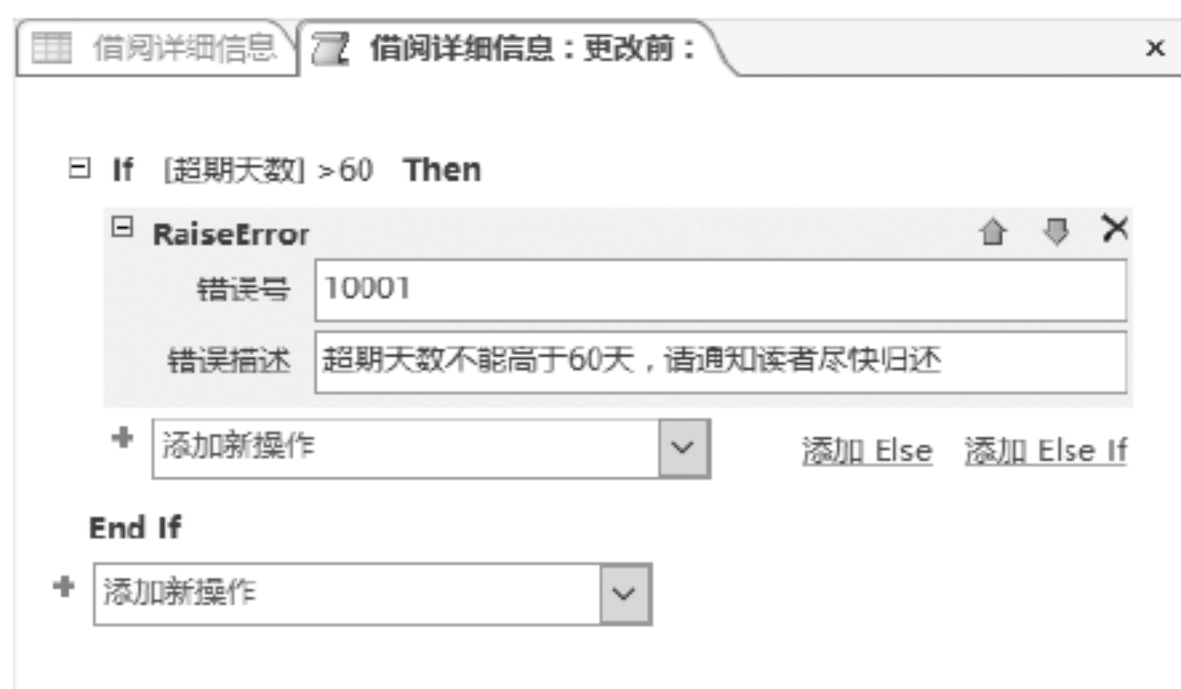 借阅详细信息 借阅详细信息：更改前：
If [超期天数] >60 Then
RaiseError
错误号 10001
错误描述 超期天数不能高于60天，请通知读者尽快归还
添加新操作 添加 Else 添加 Else If
End If
添加新操作